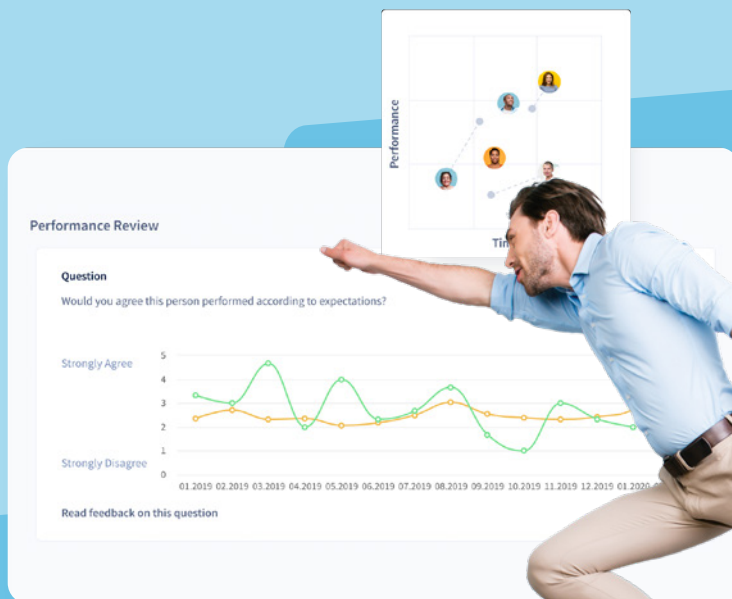 Performance
Performance Review
Question
Would you agree this person performed according to expectations?
Strongly Agree
5
4
3
2
1
0
Strongly Disagree
01.2019 02.2019 03.2019 04.2019 05.2019 06.2019 07.2019 08.2019 09.2019 10.2019 11.2019 12.2019 01.2020
Read feedback on this question